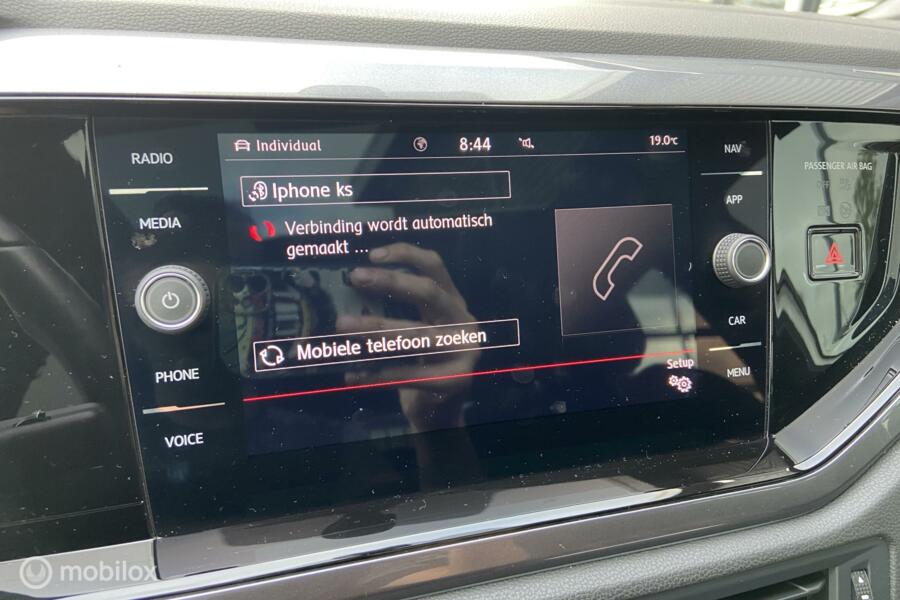 Individual 8:44 19.0°C
RADIO
MEDIA
PHONE
VOICE
Iphone ks
Verbinding wordt automatisch
gemaakt ...
Mobiele telefoon zoeken
Setup
NAV
APP
CAR
MENU
PASSENGER AIR BAG
mobilox